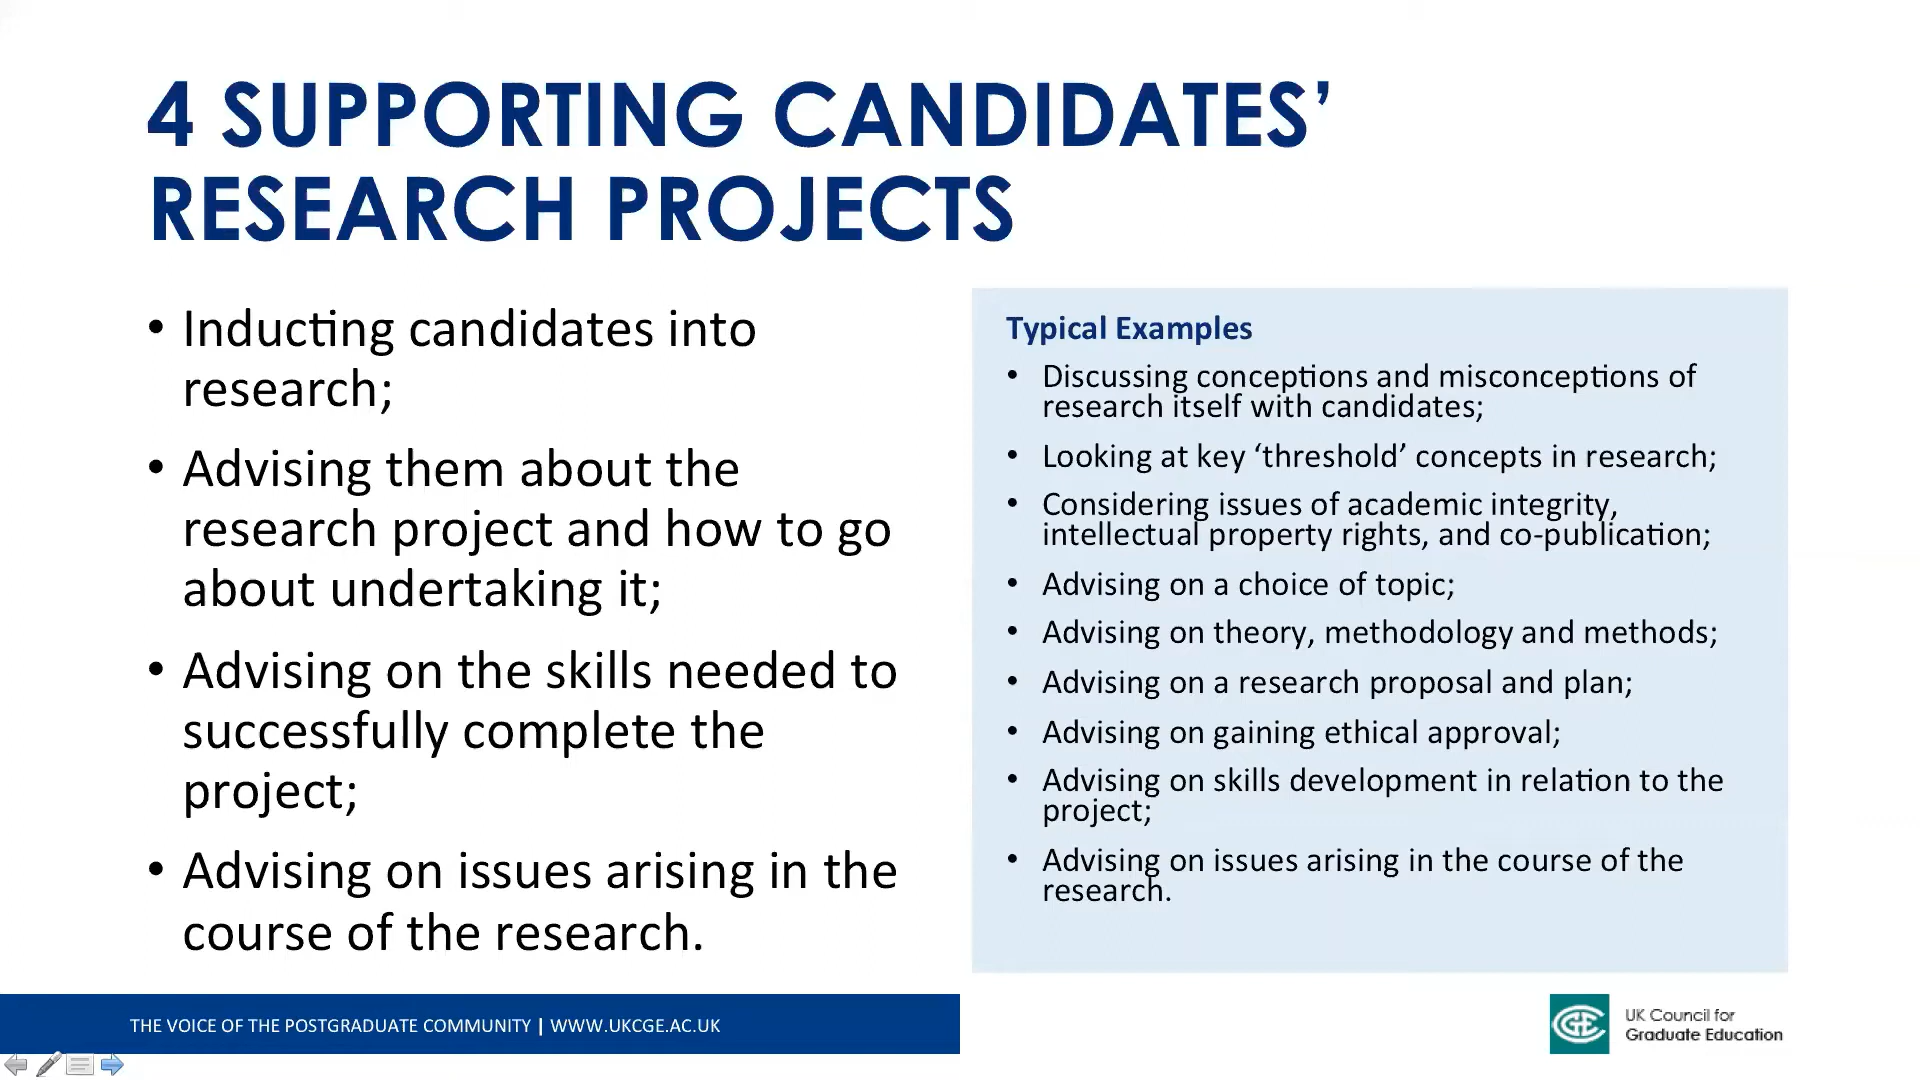 4 SUPPORTING CANDIDATES’
RESEARCH PROJECTS
• Inducting candidates into
research;
• Advising them about the
research project and how to go
about undertaking it;
• Advising on the skills needed to
successfully complete the
project;
• Advising on issues arising in the
course of the research.
Typical Examples
• Discussing conceptions and misconceptions of
research itself with candidates;
• Looking at key ‘threshold’ concepts in research;
• Considering issues of academic integrity,
intellectual property rights, and co-publication;
• Advising on a choice of topic;
• Advising on theory, methodology and methods;
• Advising on a research proposal and plan;
• Advising on gaining ethical approval;
• Advising on skills development in relation to the
project;
• Advising on issues arising in the course of the
research.
THE VOICE OF THE POSTGRADUATE COMMUNITY | WWW.UKCGE.AC.UK
CGE
UK Council for
Graduate Education